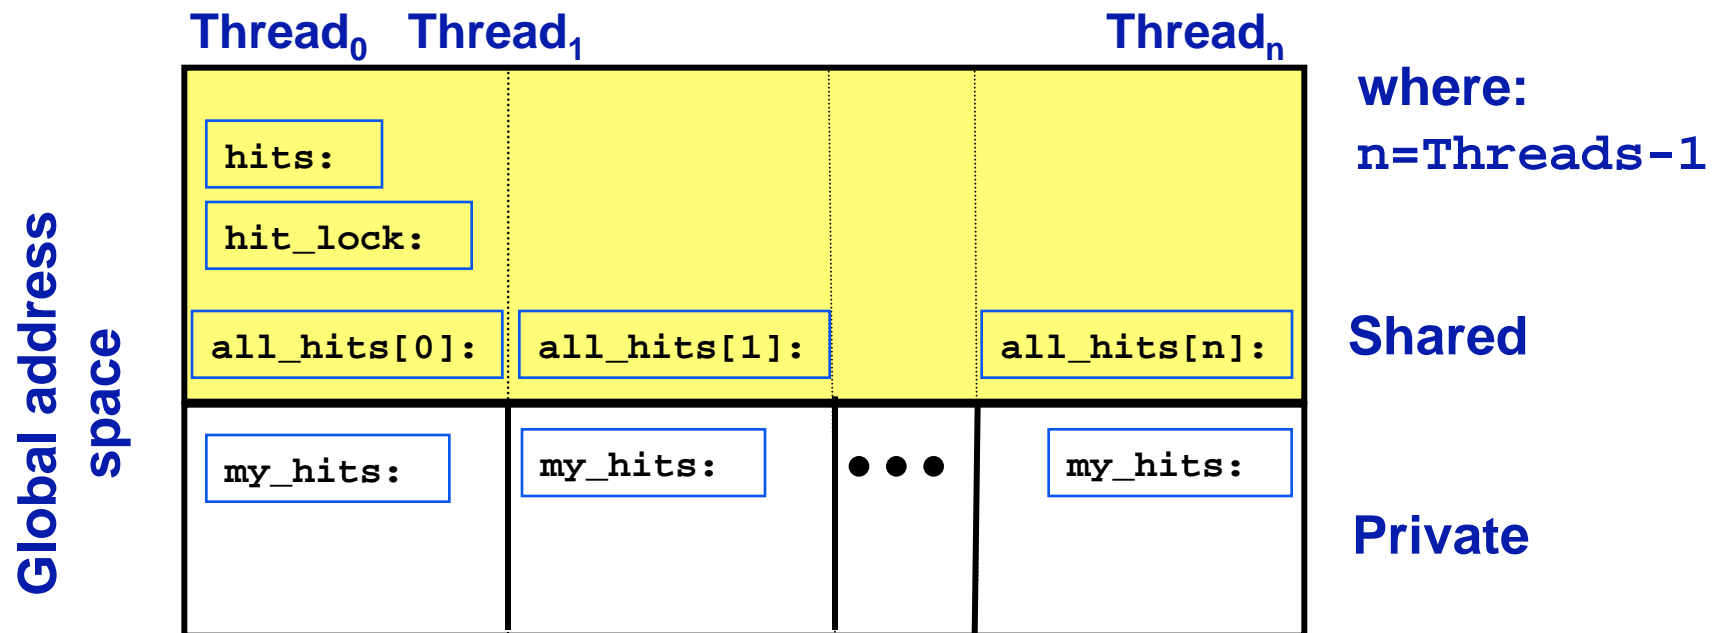 Thread0 Thread1 Threadn
where:
n=Threads-1
hits:
hit_lock:
all_hits[0]: all_hits[1]: all_hits[n]:
Shared
my_hits: my_hits: ●●● my_hits:
Private
Global address
space